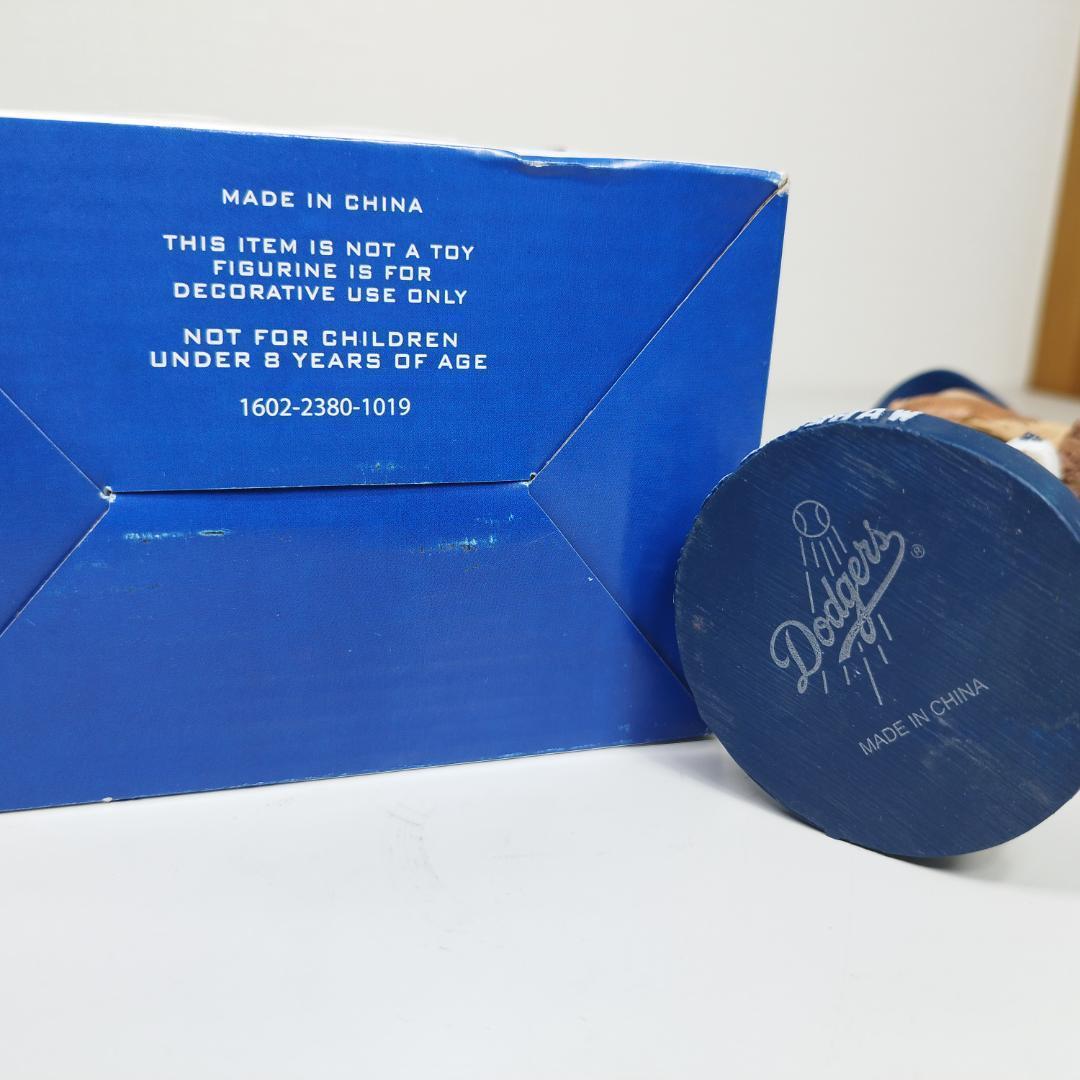 MADE IN CHINA
THIS ITEM IS NOT A TOY
FIGURINE IS FOR
DECORATIVE USE ONLY
NOT FOR CHILDREN
UNDER 8 YEARS OF AGE
1602-2380-1019
Dodgers ®
MADE IN CHINA